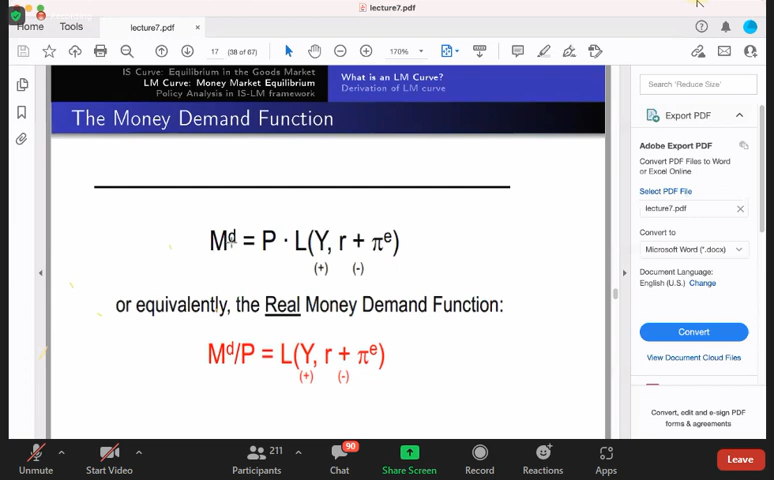 lecture7.pdf
Home Tools lecture7.pdf ×
17 (38 of 67) 170%
IS Curve: Equilibrium in the Goods Market
LM Curve: Money Market Equilibrium
Policy Analysis in IS-LM framework
What is an LM Curve?
Derivation of LM curve
The Money Demand Function
Mᵈ = P · L(Y, r + πᵉ)
(+) (-)
or equivalently, the Real Money Demand Function:
Mᵈ/P = L(Y, r + πᵉ)
(+) (-)
Search 'Reduce Size'
Export PDF
Adobe Export PDF
Convert PDF Files to Word
or Excel Online
Select PDF File
lecture7.pdf
Convert to
Microsoft Word (*.docx)
Document Language:
English (U.S.) Change
Convert
View Document Cloud Files
Convert, edit and e-sign PDF
forms & agreements
Unmute
Start Video
211
Participants
90
Chat
Share Screen
Record
Reactions
Apps
Leave